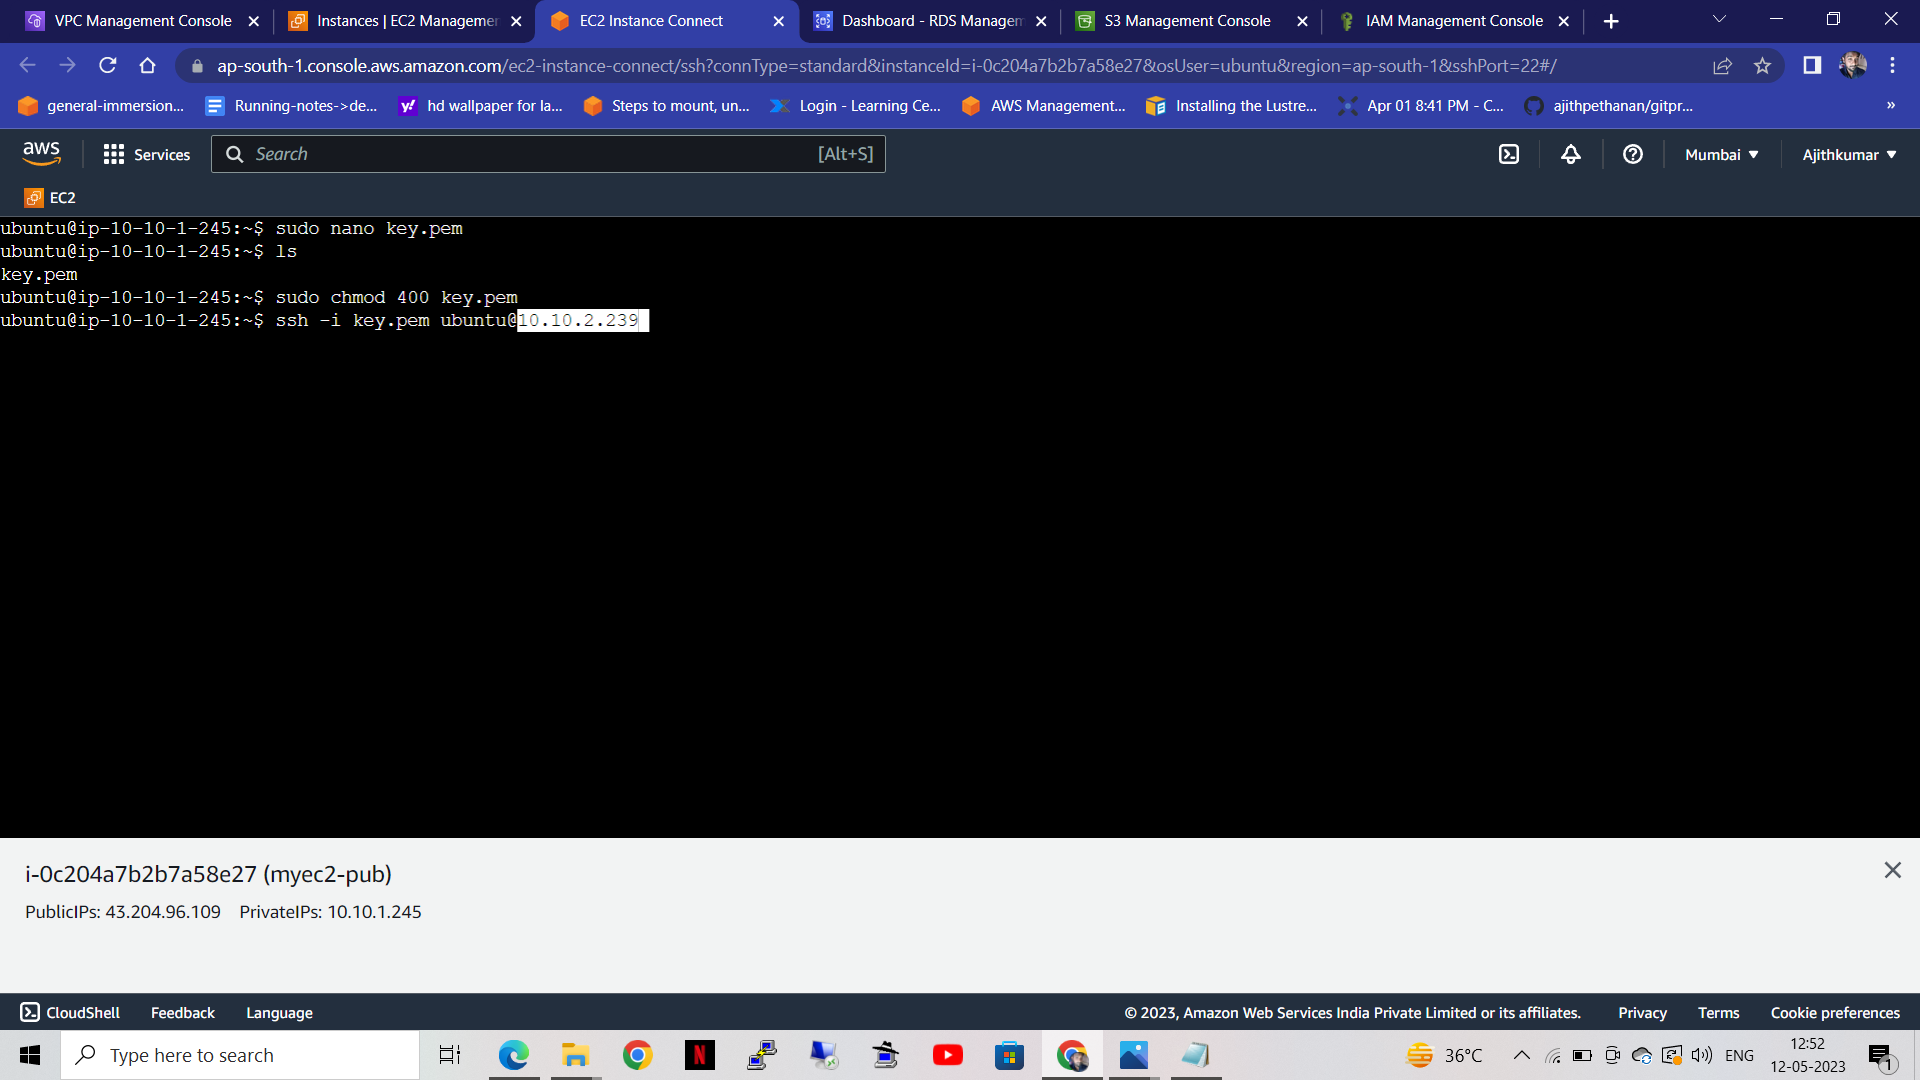 VPC Management Console
Instances | EC2 Managemen
EC2 Instance Connect
Dashboard - RDS Managem
S3 Management Console
IAM Management Console
ap-south-1.console.aws.amazon.com/ec2-instance-connect/ssh?connType=standard&instanceId=i-0c204a7b2b7a58e27&osUser=ubuntu&region=ap-south-1&sshPort=22#/
general-immersion...
Running-notes->de...
y!
hd wallpaper for la...
Steps to mount, un...
Login - Learning Ce...
AWS Management...
Installing the Lustre...
Apr 01 8:41 PM - C...
ajithpethanan/gitpr...
»
aws
Services
Search
[Alt+S]
Mumbai
Ajithkumar
EC2
ubuntu@ip-10-10-1-245:~$ sudo nano key.pem
ubuntu@ip-10-10-1-245:~$ ls
key.pem
ubuntu@ip-10-10-1-245:~$ sudo chmod 400 key.pem
ubuntu@ip-10-10-1-245:~$ ssh -i key.pem ubuntu@10.10.2.239
i-0c204a7b2b7a58e27 (myec2-pub)
PublicIPs: 43.204.96.109 PrivateIPs: 10.10.1.245
CloudShell
Feedback
Language
© 2023, Amazon Web Services India Private Limited or its affiliates.
Privacy
Terms
Cookie preferences
Type here to search
N
36°C
ENG
12:52
12-05-2023
1